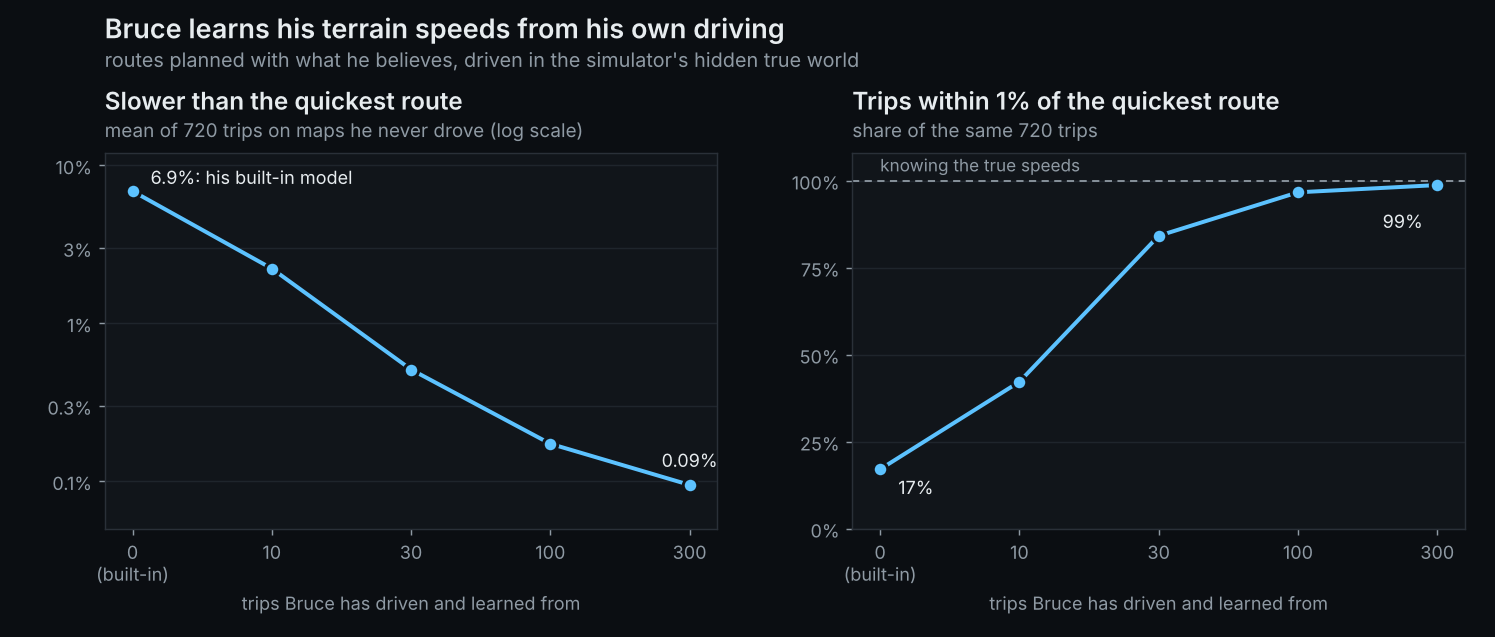 Bruce learns his terrain speeds from his own driving
routes planned with what he believes, driven in the simulator's hidden true world
Slower than the quickest route
mean of 720 trips on maps he never drove (log scale)
10%
3%
1%
0.3%
0.1%
6.9%: his built-in model
0.09%
0
10
30
100
300
(built-in)
trips Bruce has driven and learned from
Trips within 1% of the quickest route
share of the same 720 trips
knowing the true speeds
100%
75%
50%
25%
0%
99%
17%
0
10
30
100
300
(built-in)
trips Bruce has driven and learned from